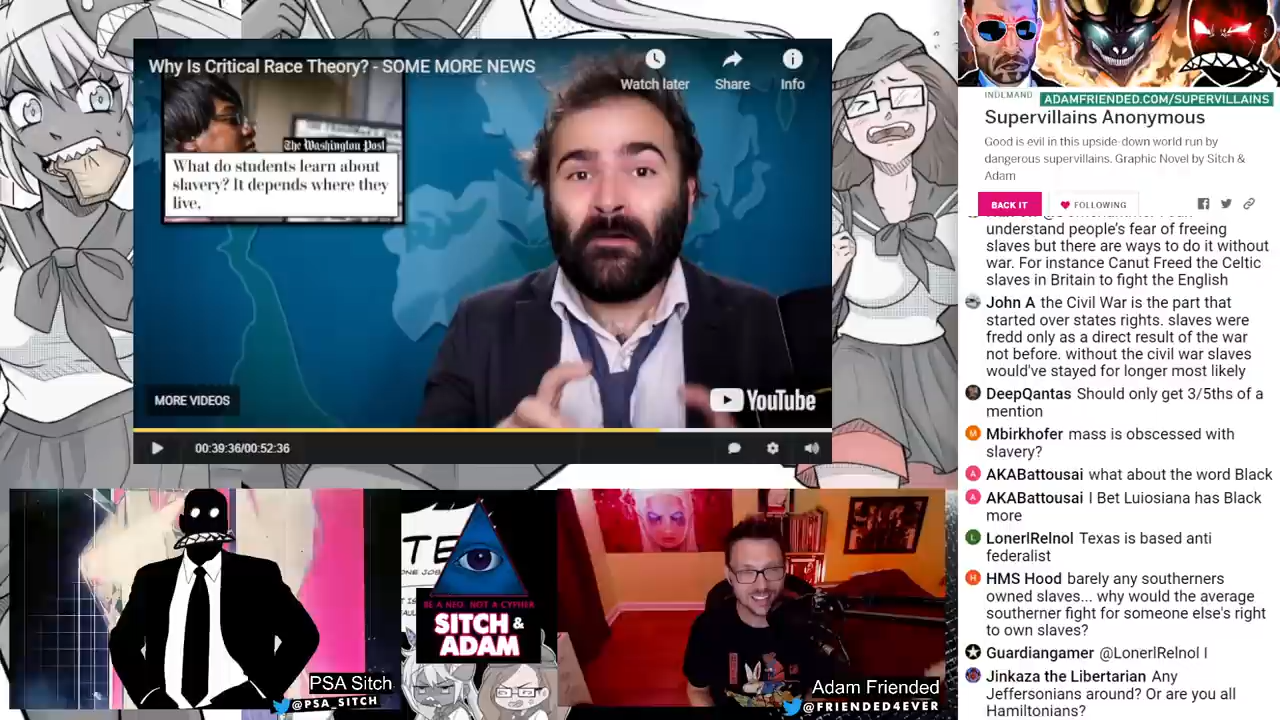 Why Is Critical Race Theory? - SOME MORE NEWS
Watch later
Share
Info
The Washington Post
What do students learn about
slavery? It depends where they
live,
MORE VIDEOS
YouTube
00:39:36/00:52:36
INDEMAND
ADAMFRIENDED.COM/SUPERVILLAINS
Supervillains Anonymous
Good is evil in this upside-down world run by
dangerous supervillains. Graphic Novel by Sitch &
Adam
BACK IT
FOLLOWING
understand people's fear of freeing
slaves but there are ways to do it without
war. For instance Canut Freed the Celtic
slaves in Britain to fight the English
John A the Civil War is the part that
started over states rights. slaves were
fredd only as a direct result of the war
not before. without the civil war slaves
would've stayed for longer most likely
DeepQantas Should only get 3/5ths of a
mention
Mbirkhofer mass is obscessed with
slavery?
AKABattousai what about the word Black
AKABattousai I Bet Luiosiana has Black
more
LonerlRelnol Texas is based anti
federalist
HMS Hood barely any southerners
owned slaves... why would the average
southerner fight for someone else's right
to own slaves?
Guardiangamer @LonerlRelnol I
Jinkaza the Libertarian Any
Jeffersonians around? Or are you all
Hamiltonians?
PSA Sitch
@PSA_SITCH
TE
ONE JOB
BE A NEO, NOT A CYPHER
SITCH &
ADAM
Adam Friended
@FRIENDED4EVER